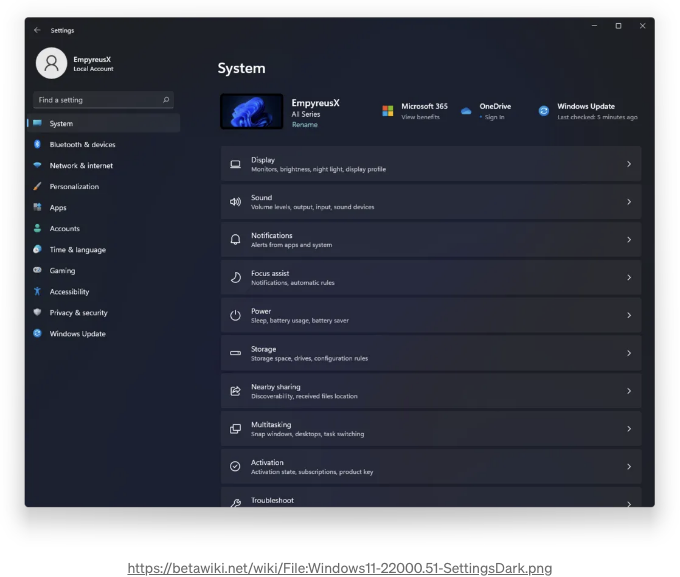 Settings
EmpyreusX
Local Account
Find a setting
System
Bluetooth & devices
Network & internet
Personalization
Apps
Accounts
Time & language
Gaming
Accessibility
Privacy & security
Windows Update
System
EmpyreusX
A.I Series
Rename
Microsoft 365
View benefits
OneDrive
• Sign In
Windows Update
Last checked: 5 minutes ago
Display
Monitors, brightness, night light, display profile
Sound
Volume levels, output, input, sound devices
Notifications
Alerts from apps and system
Focus assist
Notifications, automatic rules
Power
Sleep, battery usage, battery saver
Storage
Storage space, drives, configuration rules
Nearby sharing
Discoverability, received files location
Multitasking
Snap windows, desktops, task switching
Activation
Activation state, subscriptions, product key
Troubleshoot
https://betawiki.net/wiki/File:Windows11-22000.51-SettingsDark.png